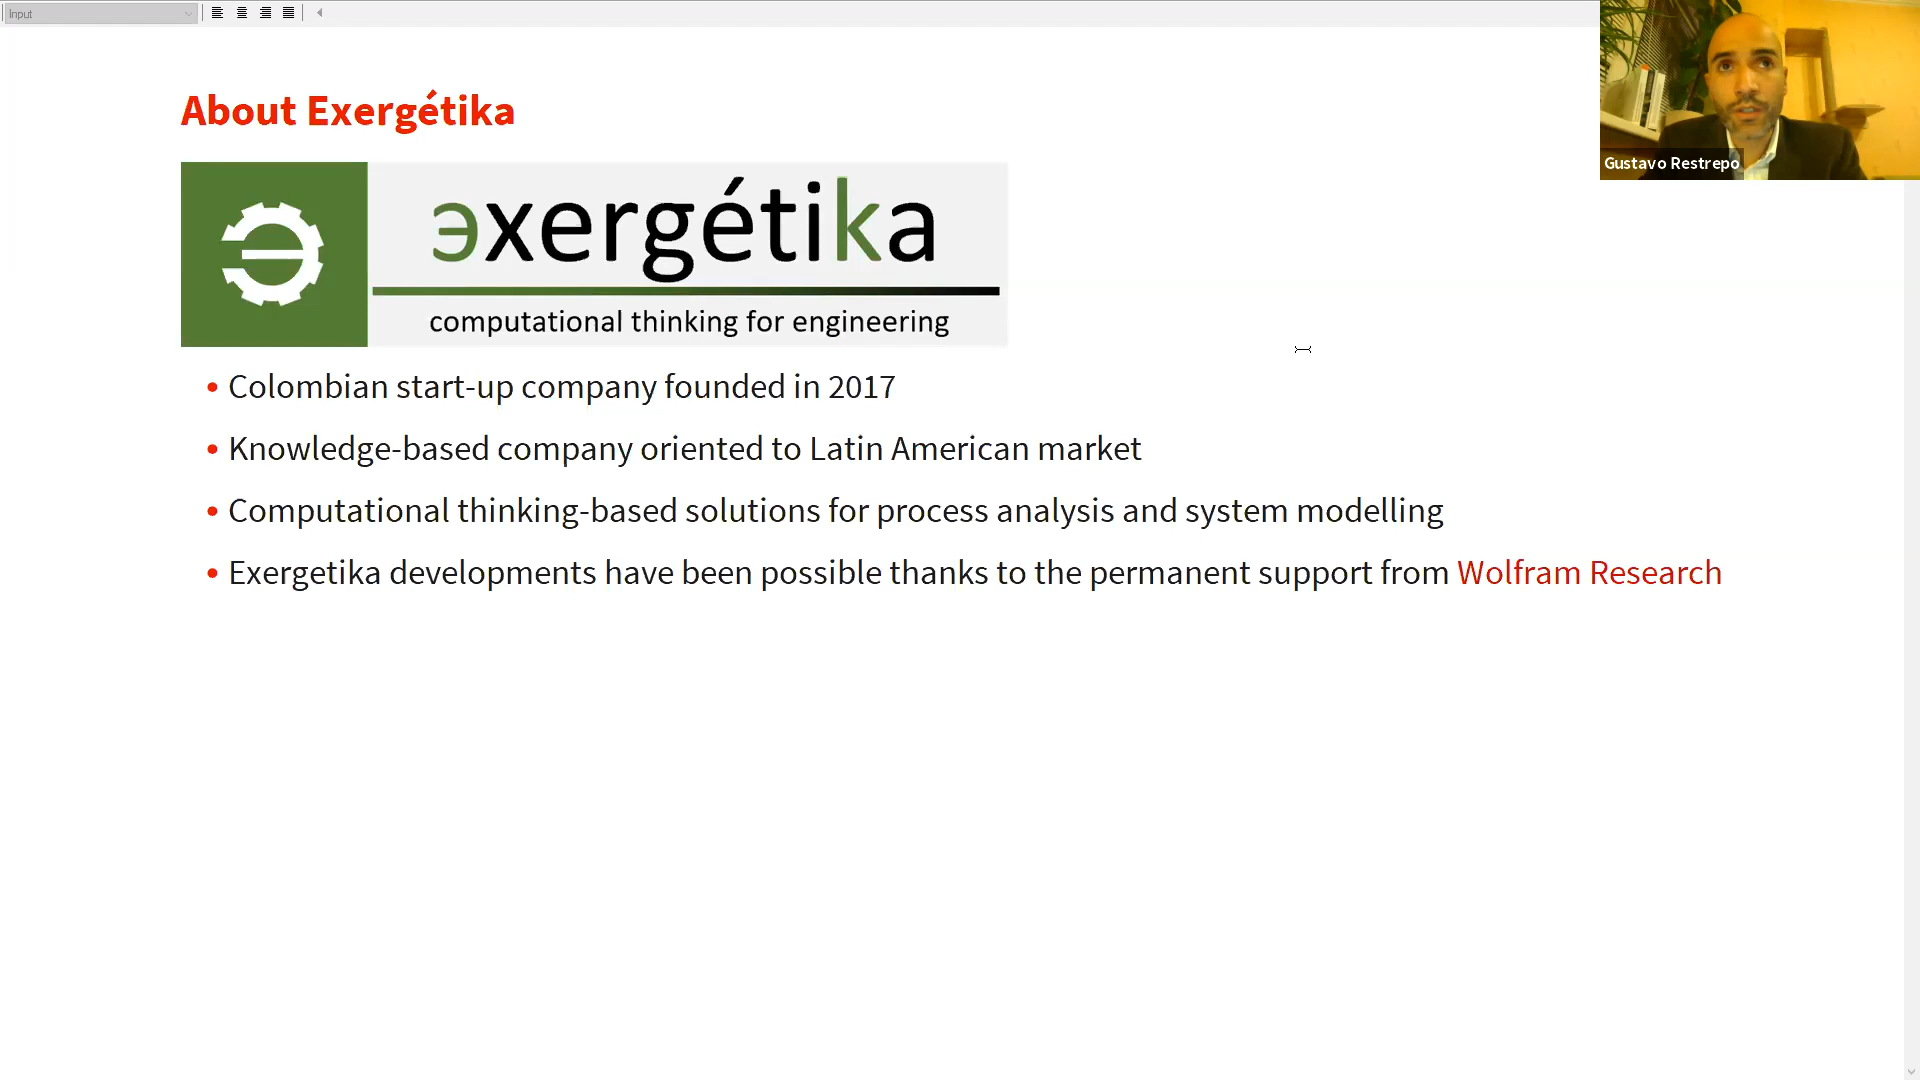 Input
Gustavo Restrepo
About Exergétika
эxergétika
computational thinking for engineering
• Colombian start-up company founded in 2017
• Knowledge-based company oriented to Latin American market
• Computational thinking-based solutions for process analysis and system modelling
• Exergetika developments have been possible thanks to the permanent support from Wolfram Research